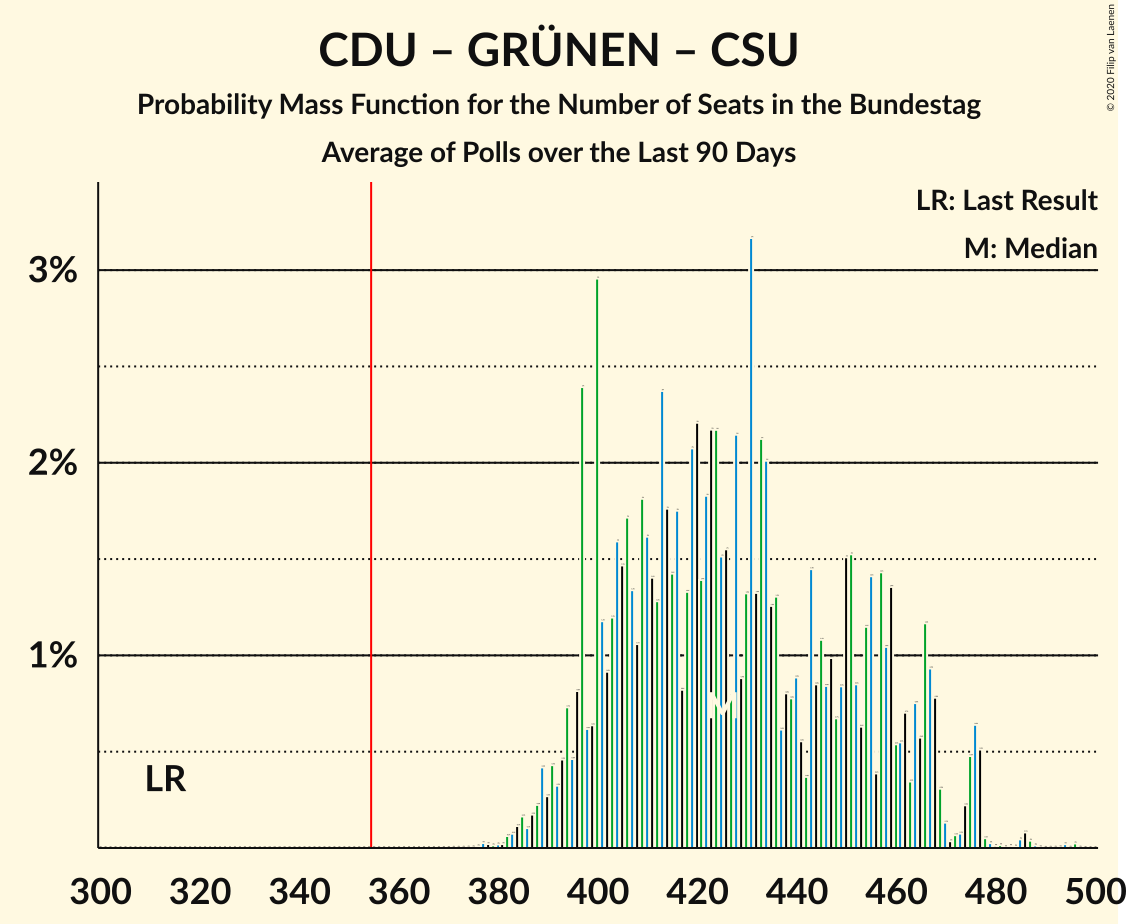 CDU – GRÜNEN – CSU
Probability Mass Function for the Number of Seats in the Bundestag
Average of Polls over the Last 90 Days
© 2020 Filip van Laenen
LR: Last Result
M: Median
3%
2%
1%
LR
M
300 320 340 360 380 400 420 440 460 480 500